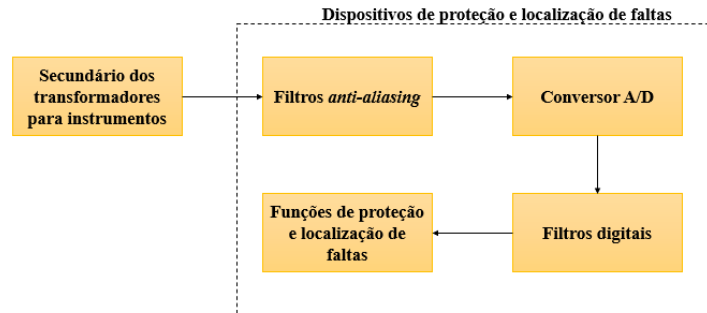 Dispositivos de proteção e localização de faltas
Secundário dos
transformadores
para instrumentos
Filtros anti-aliasing
Conversor A/D
Filtros digitais
Funções de proteção
e localização de
faltas